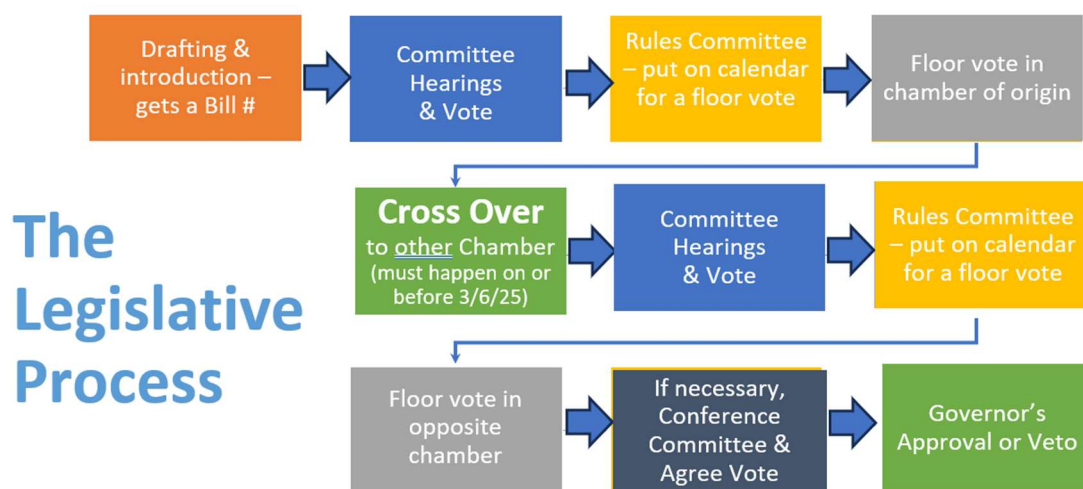 Drafting &
introduction –
gets a Bill #
Committee
Hearings
& Vote
Rules Committee
– put on calendar
for a floor vote
Floor vote in
chamber of origin
The
Legislative
Process
Cross Over
to other Chamber
(must happen on or
before 3/6/25)
Committee
Hearings
& Vote
Rules Committee
– put on calendar
for a floor vote
Floor vote in
opposite
chamber
If necessary,
Conference
Committee &
Agree Vote
Governor’s
Approval or Veto